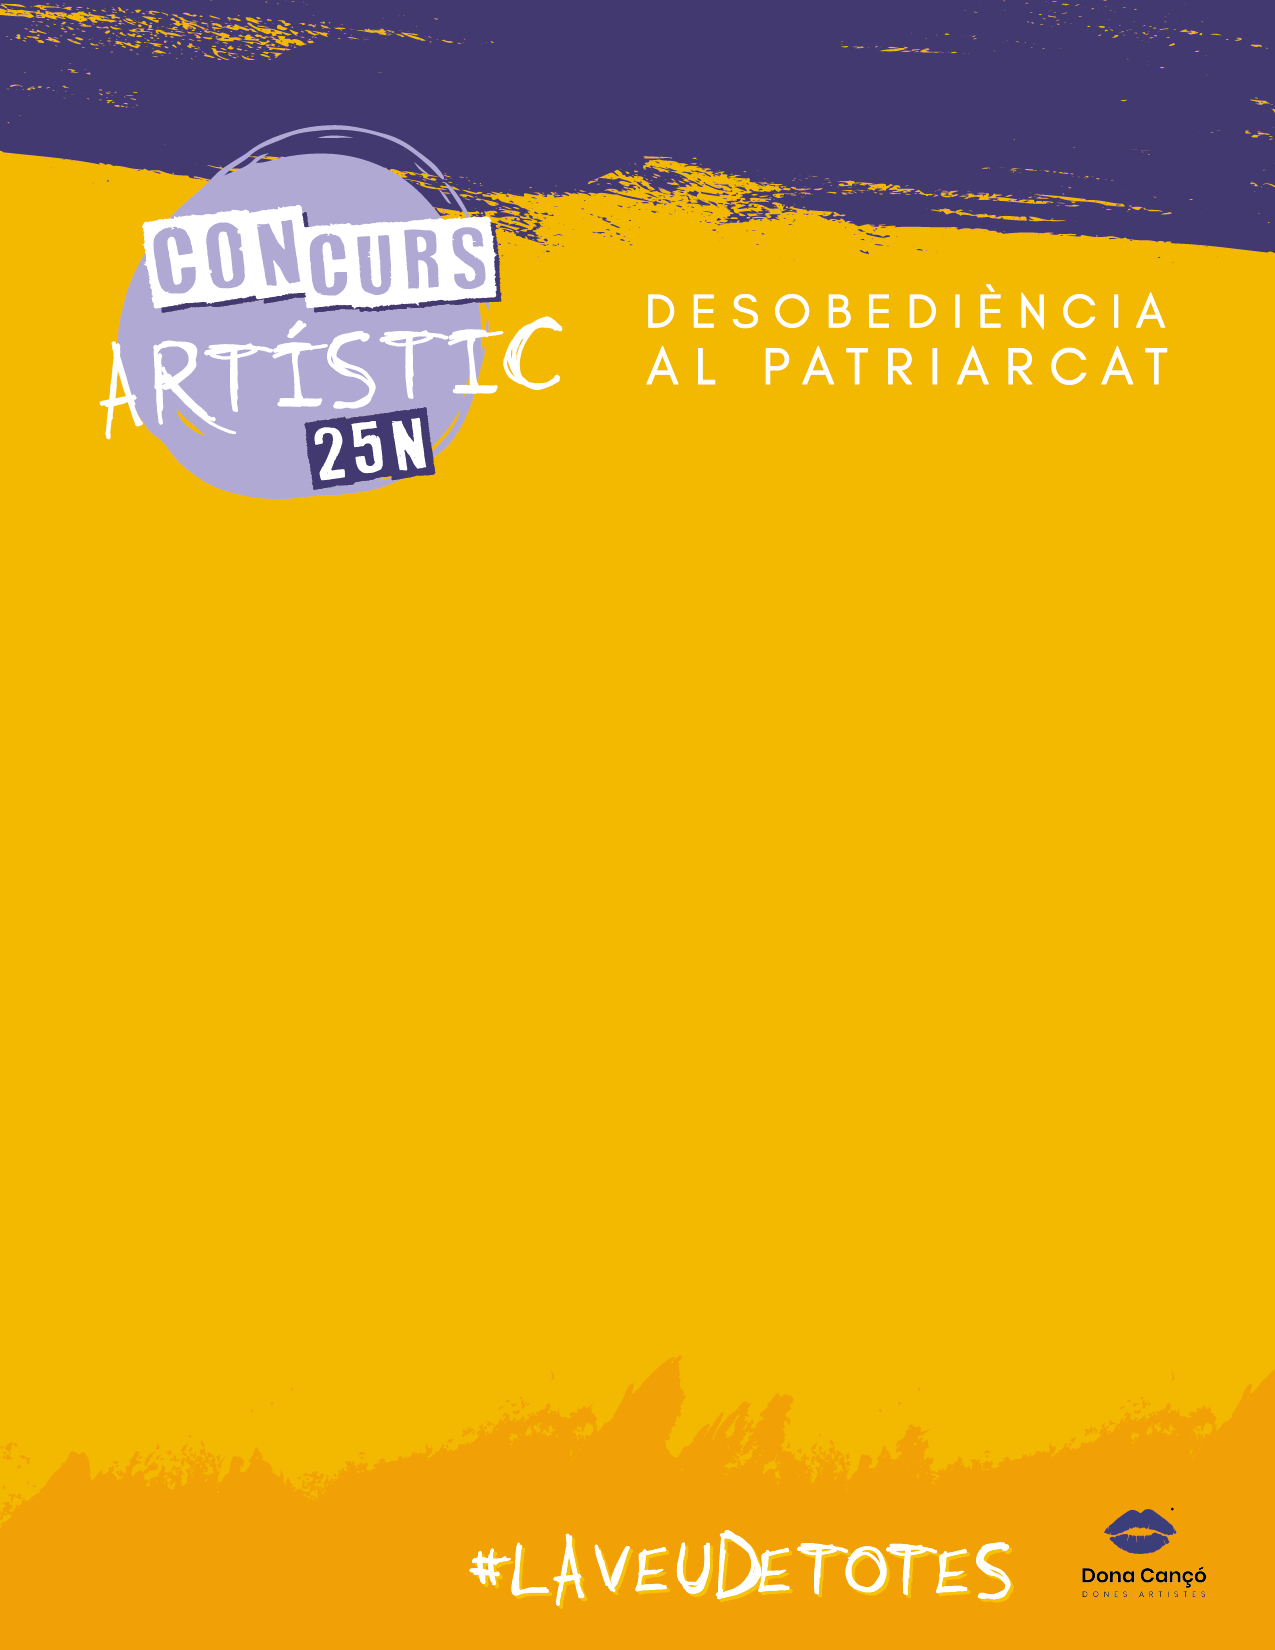 CONCURS
ARTÍSTIC
25N
DESOBEDIÈNCIA
AL PATRIARCAT
#LAVEUDETOTES
Dona Cançó
DONES ARTISTES